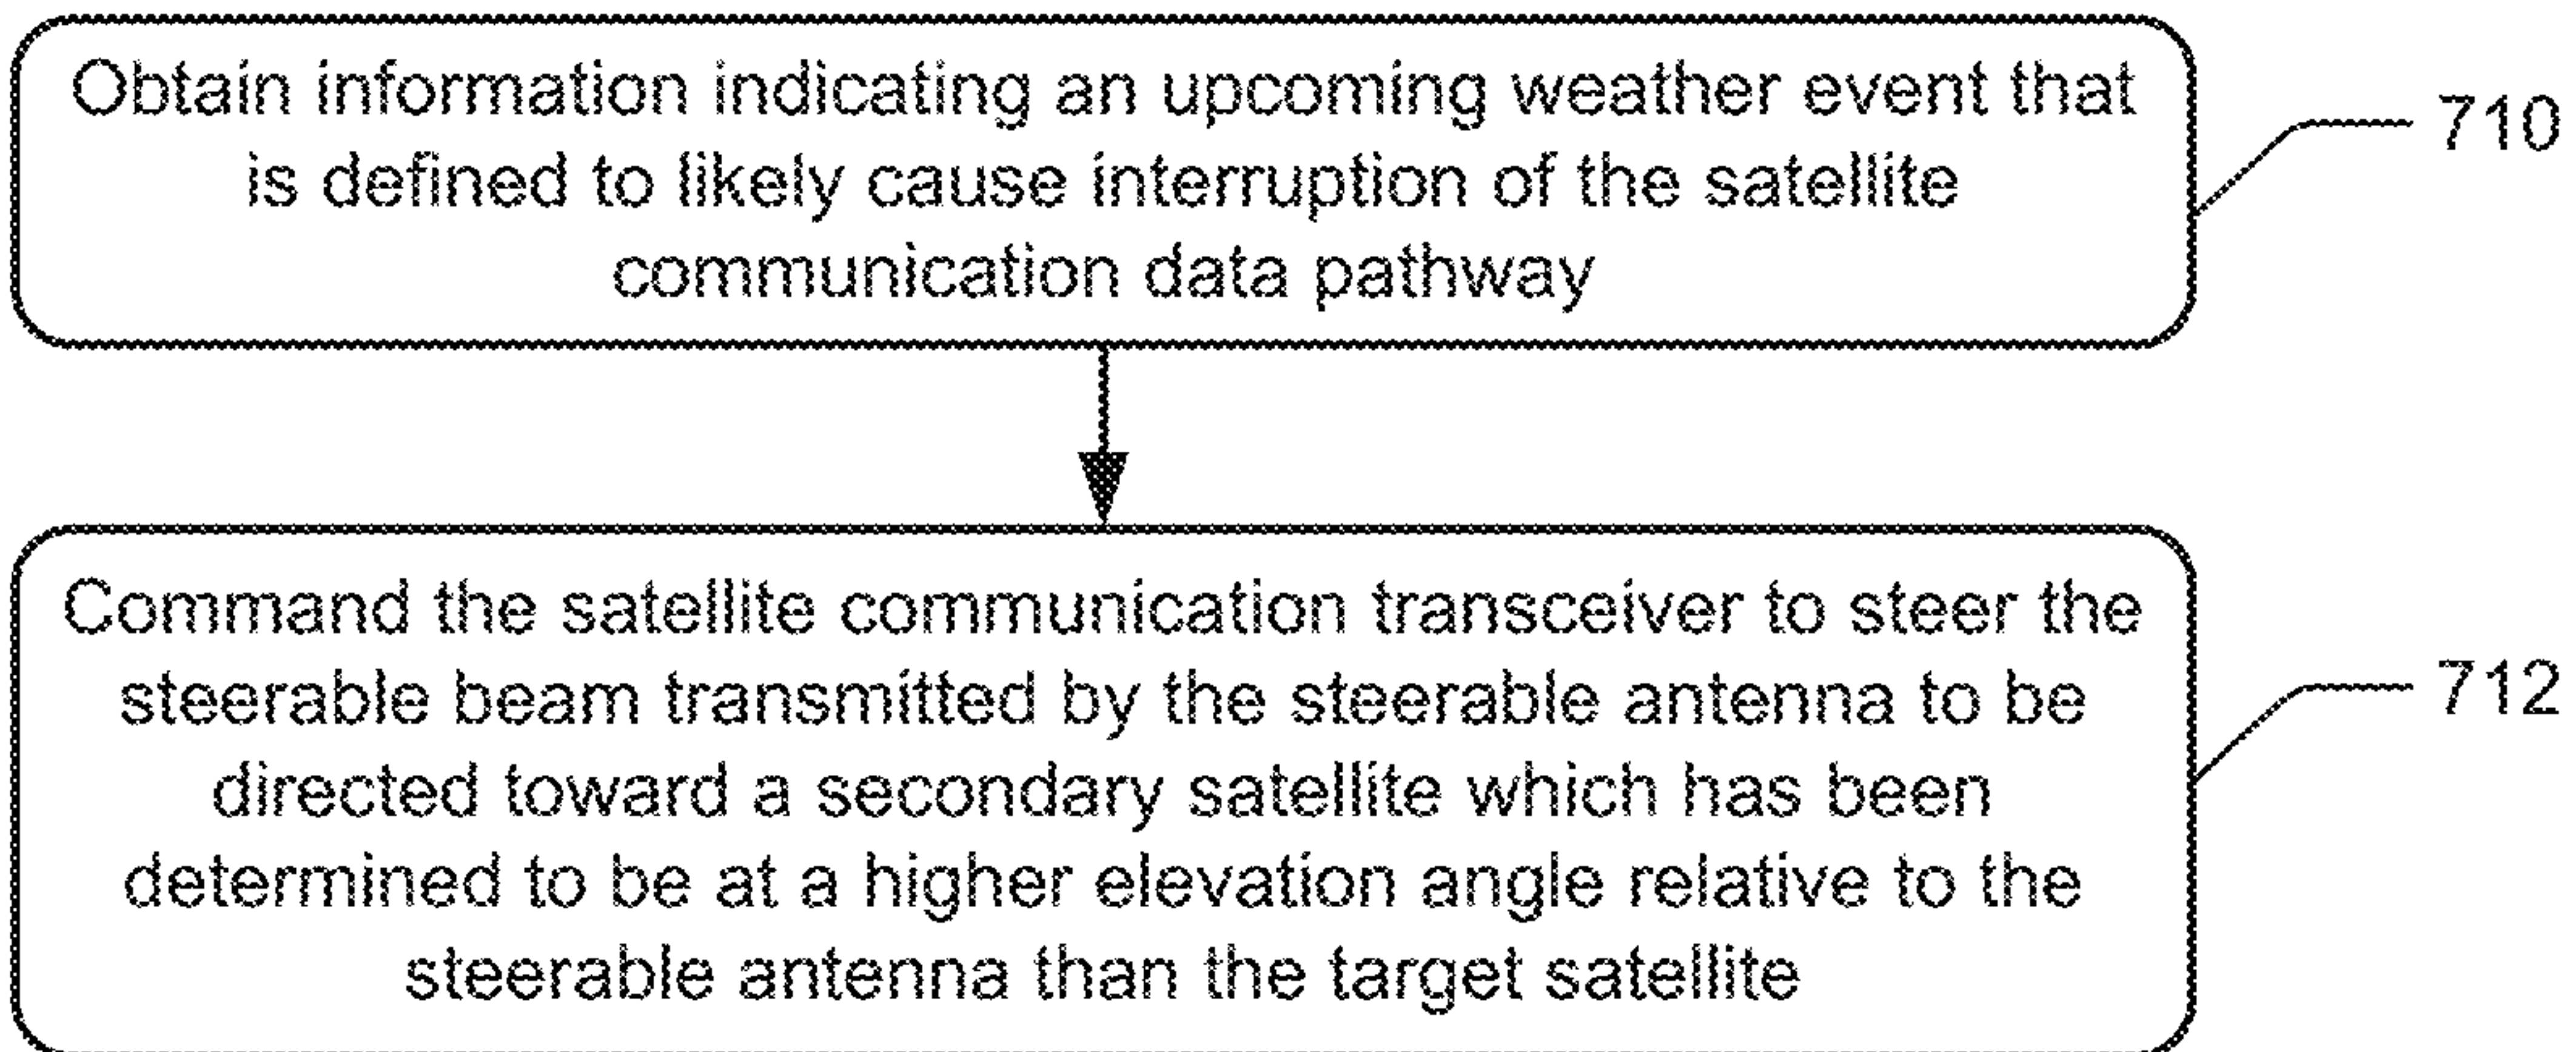 Obtain information indicating an upcoming weather event that
is defined to likely cause interruption of the satellite
communication data pathway
710
Command the satellite communication transceiver to steer the
steerable beam transmitted by the steerable antenna to be
directed toward a secondary satellite which has been
determined to be at a higher elevation angle relative to the
steerable antenna than the target satellite
712